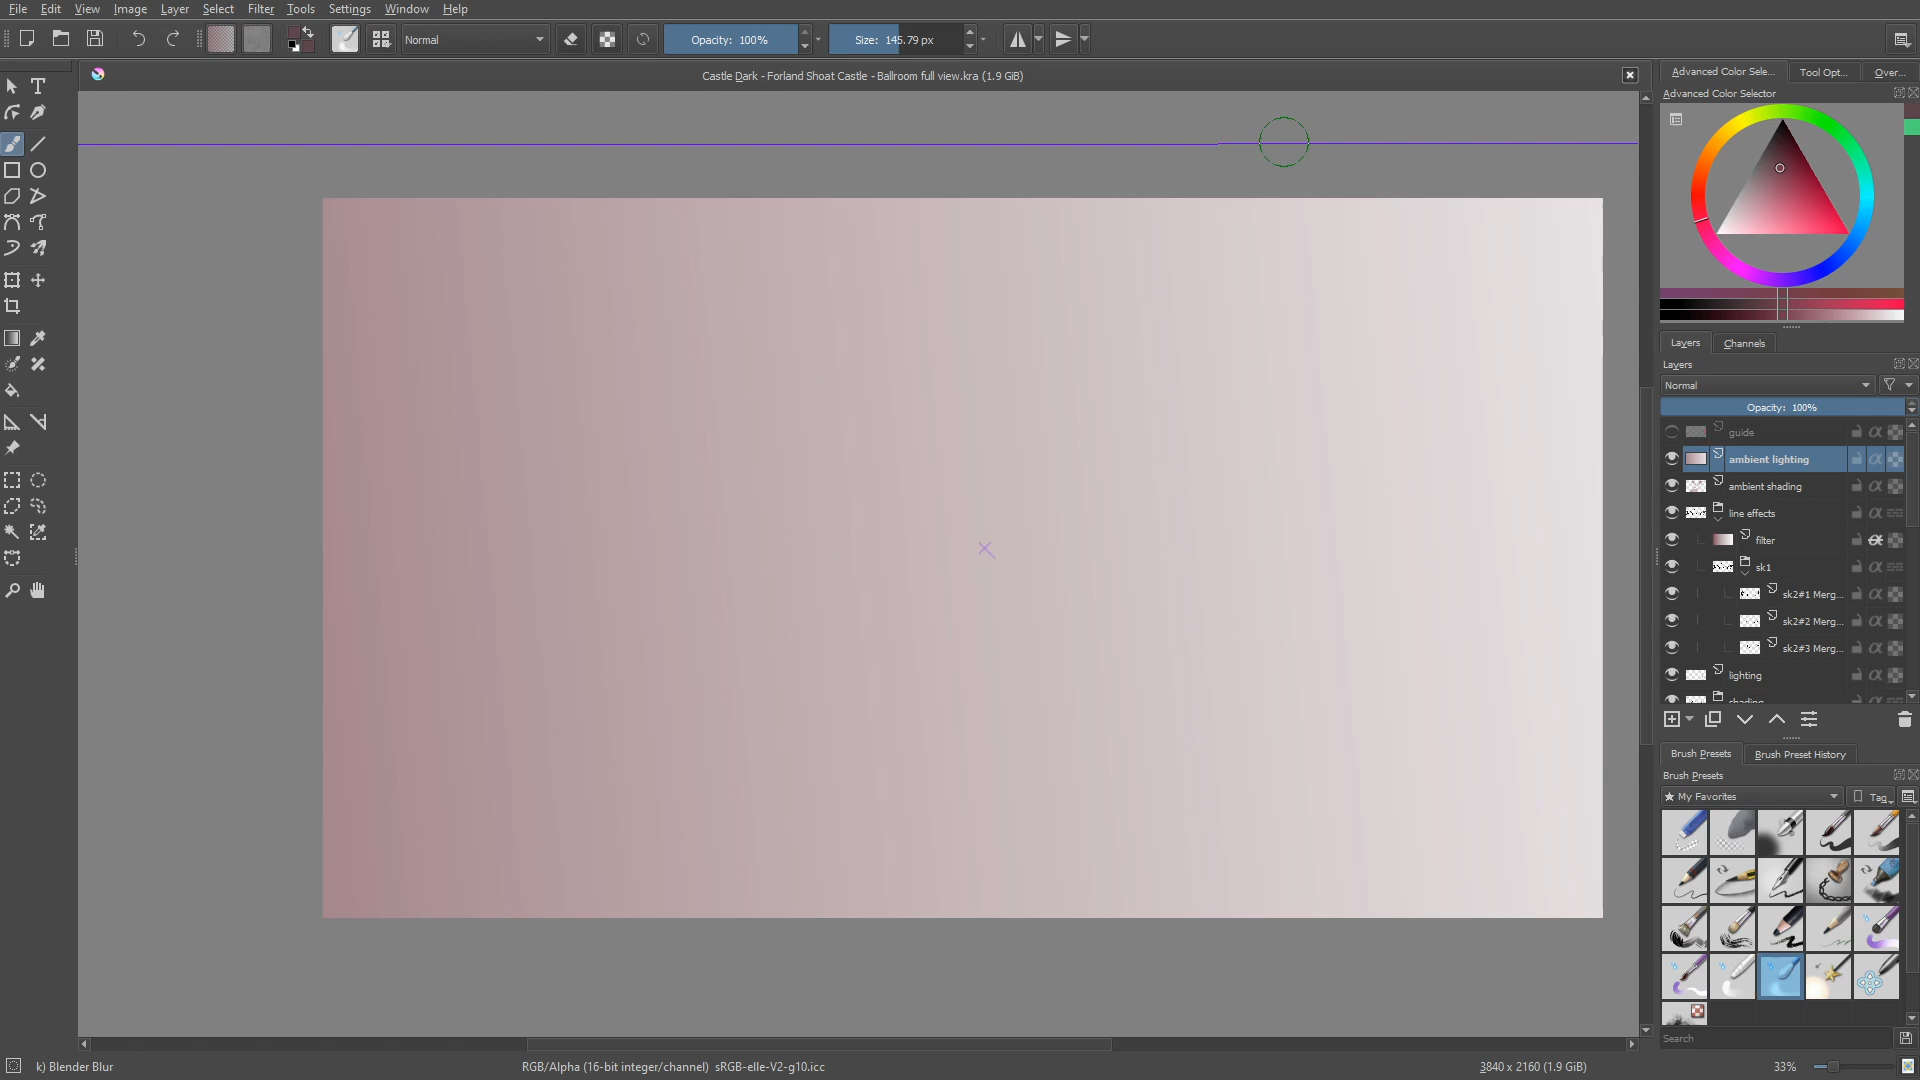 File Edit View Image Layer Select Filter Tools Settings Window Help
Normal
Opacity: 100%
Size: 145.79 px
Castle Dark - Forland Shoat Castle - Ballroom full view.kra (1.9 GiB)
Advanced Color Sele...
Tool Opt...
Over...
Advanced Color Selector
Layers
Channels
Layers
Normal
Opacity: 100%
guide
ambient lighting
ambient shading
line effects
filter
sk1
sk2#1 Merg...
sk2#2 Merg...
sk2#3 Merg...
lighting
shading
Brush Presets
Brush Preset History
Brush Presets
★ My Favorites
Tag
Search
k) Blender Blur
RGB/Alpha (16-bit integer/channel) sRGB-elle-V2-g10.icc
3840 x 2160 (1.9 GiB)
33%